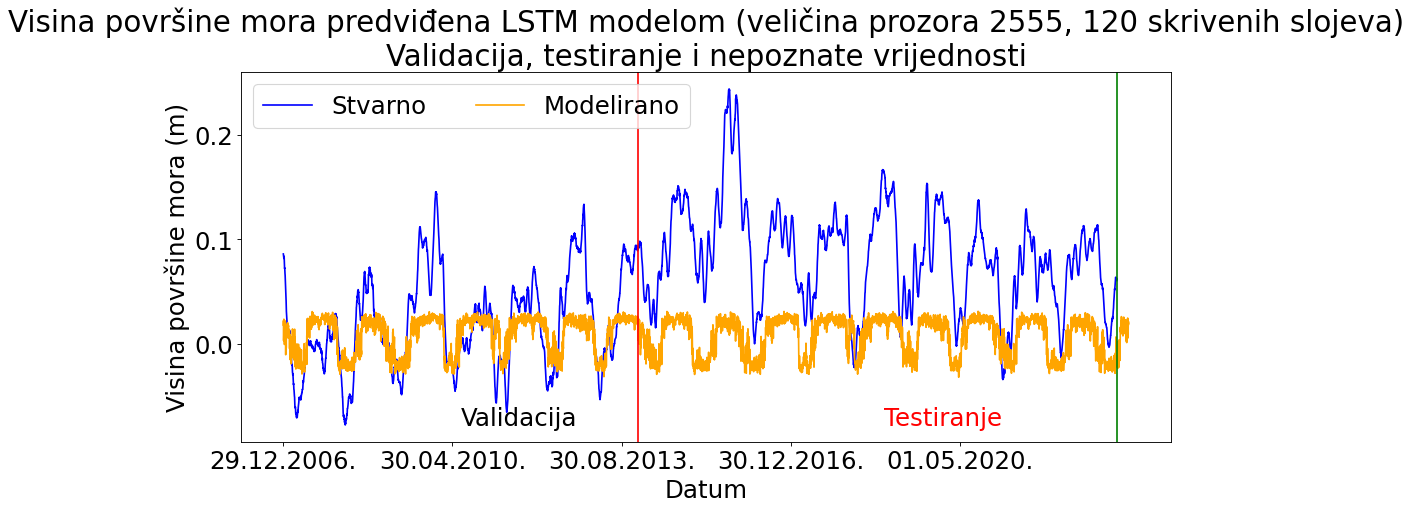 Visina površine mora predviđena LSTM modelom (veličina prozora 2555, 120 skrivenih slojeva)
Validacija, testiranje i nepoznate vrijednosti
Stvarno
Modelirano
Visina površine mora (m)
0.2
0.1
0.0
Validacija
Testiranje
29.12.2006.
30.04.2010.
30.08.2013.
30.12.2016.
01.05.2020.
Datum